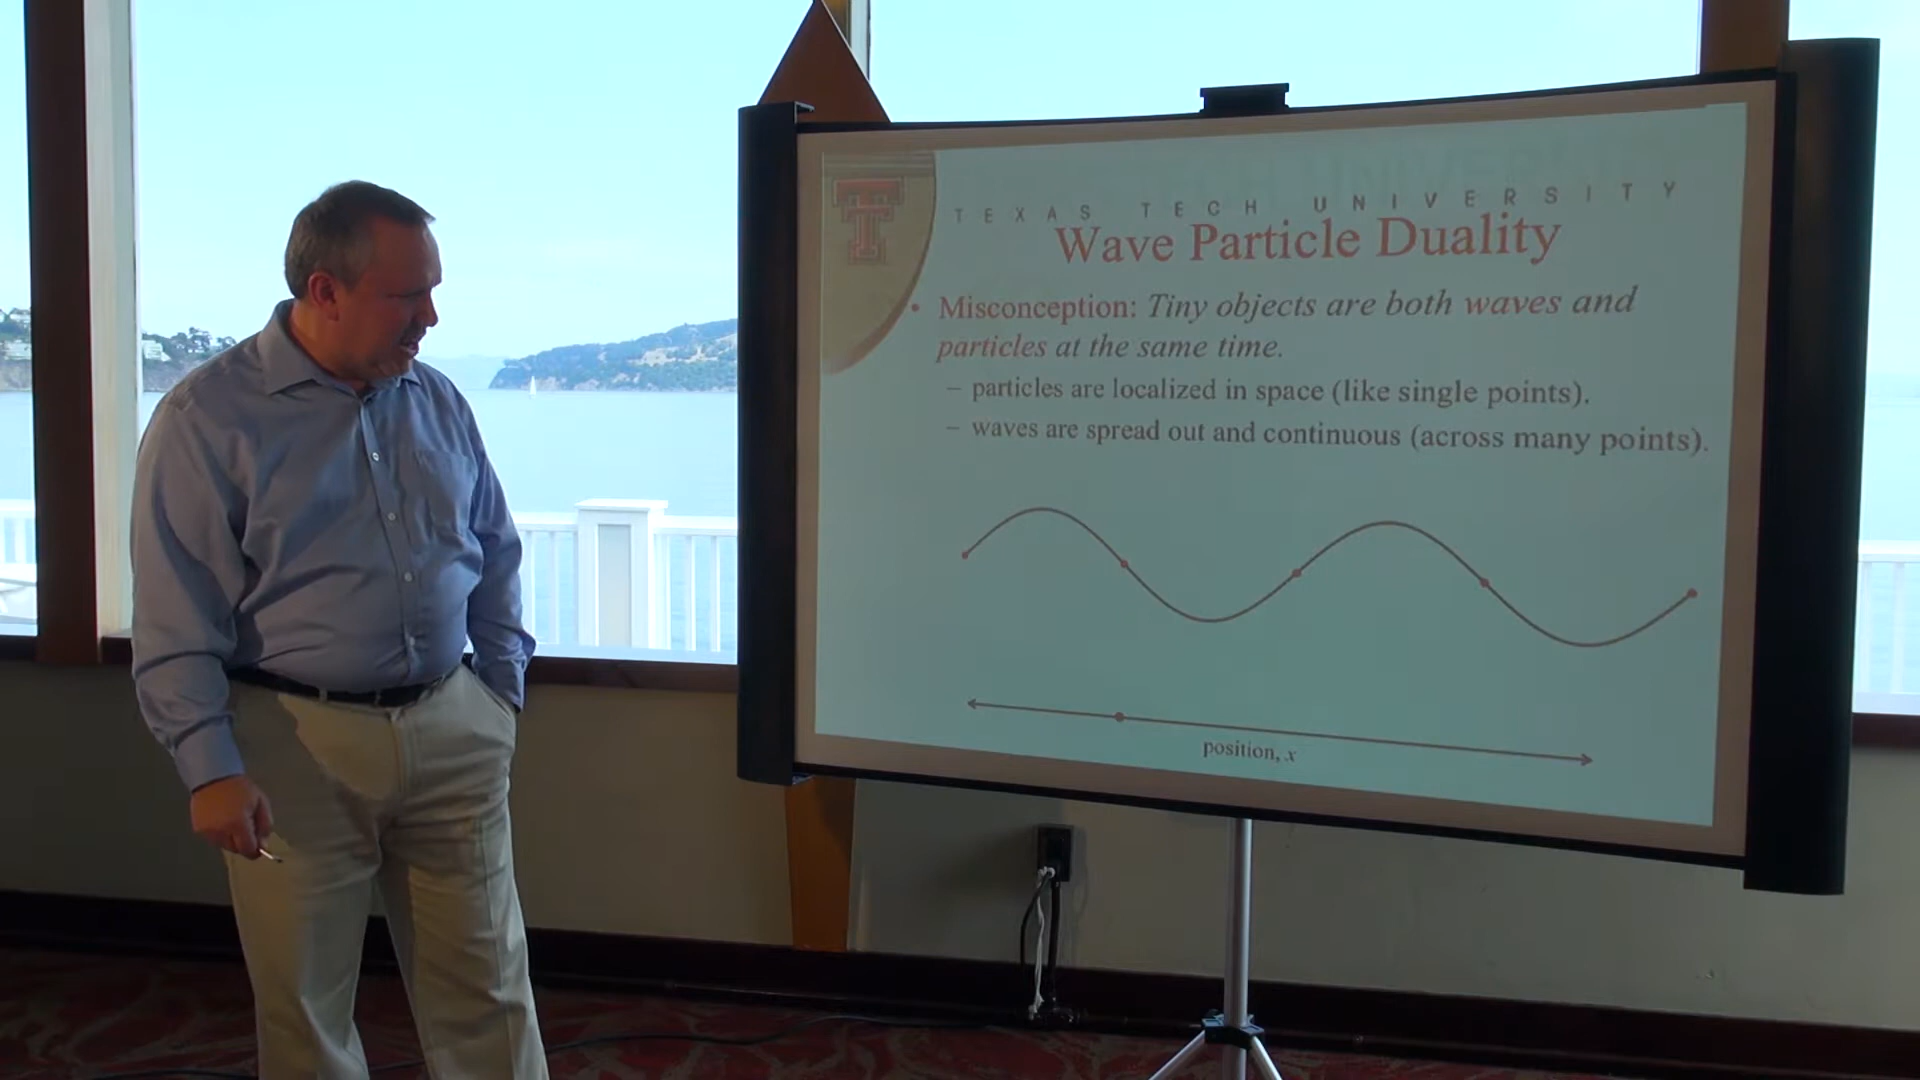 TEXAS TECH UNIVERSITY
Wave Particle Duality
• Misconception: Tiny objects are both waves and
particles at the same time.
– particles are localized in space (like single points).
– waves are spread out and continuous (across many points).
position, x